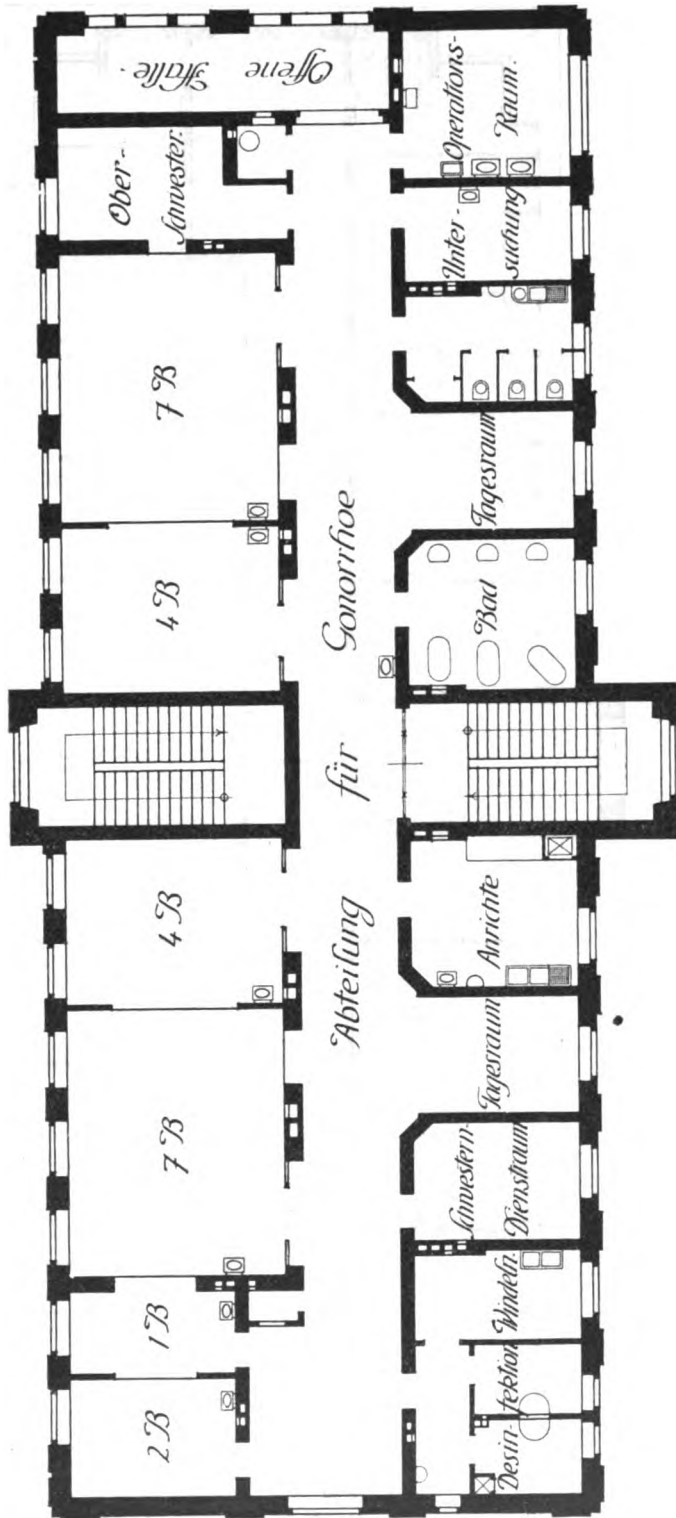 Offene
Halle.
Ober-
schwester.
Operations-
Raum.
Unter-
suchung
7 B
4 B
Tagesraum
Bad
Abteilung für Gonorrhoe
4 B
7 B
1 B
2 B
Anrichte
Tagesraum
Schwestern-
Dienstraum
Windeln.
Desin-
fektion